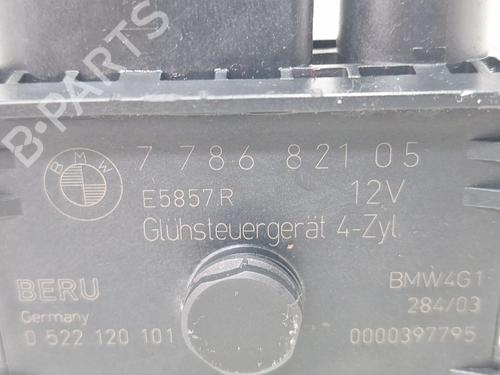 B-PARTS
BMW
7 786 821 05
E5857.R 12V
Glühsteuergerät 4-Zyl.
BERU BMW4G1
Germany 284/03
0 522 120 101 0000397795